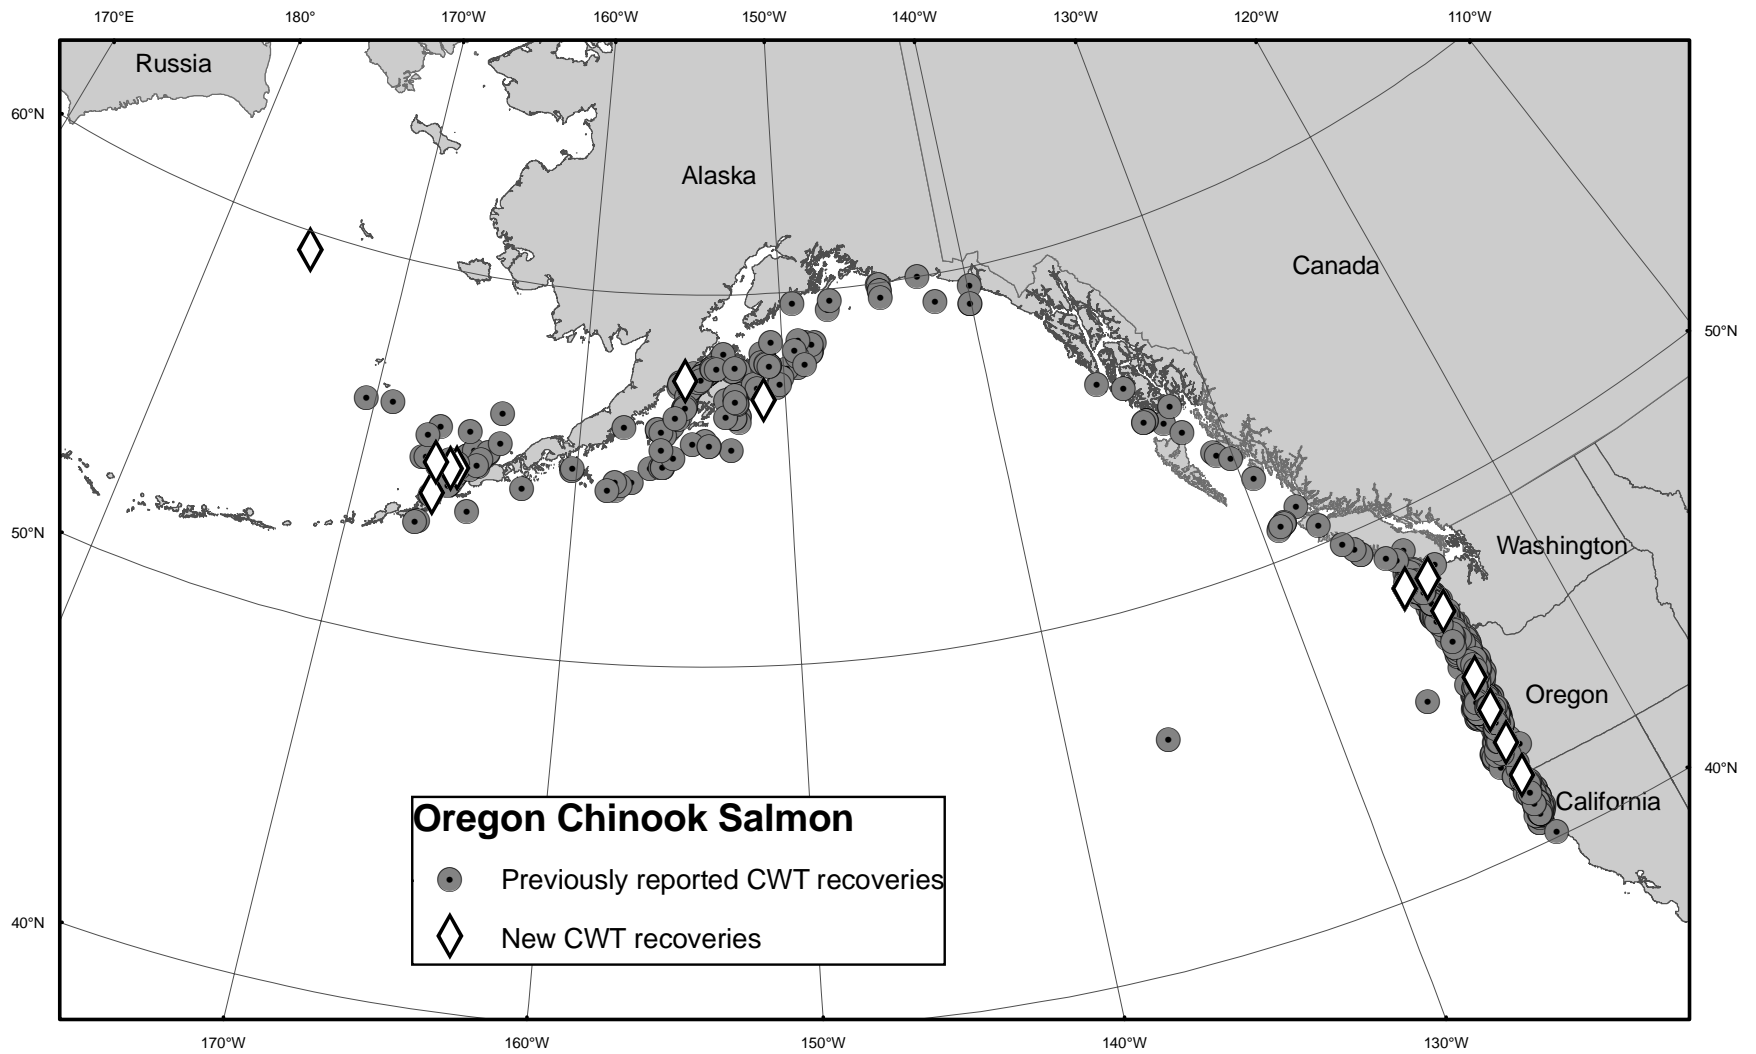 170°E 180° 170°W 160°W 150°W 140°W 130°W 120°W 110°W
Russia
60°N
Alaska
Canada
50°N
50°N
Washington
Oregon
40°N
California
Oregon Chinook Salmon
Previously reported CWT recoveries
New CWT recoveries
40°N
170°W 160°W 150°W 140°W 130°W